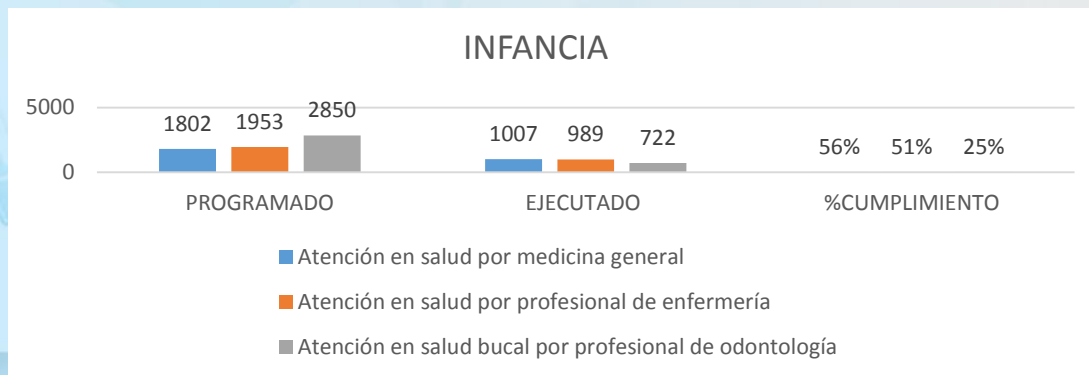 INFANCIA
5000
0
1802 1953 2850
1007 989 722
56% 51% 25%
PROGRAMADO EJECUTADO %CUMPLIMIENTO
Atención en salud por medicina general
Atención en salud por profesional de enfermería
Atención en salud bucal por profesional de odontología